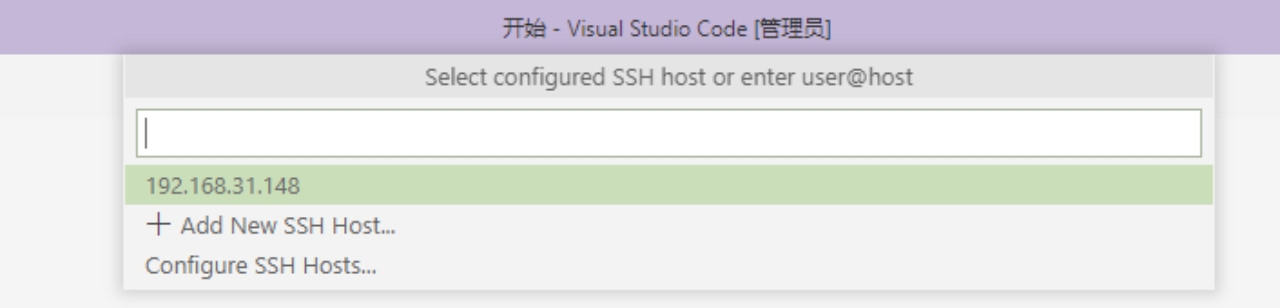 开始 - Visual Studio Code [管理员]
Select configured SSH host or enter user@host
192.168.31.148
+ Add New SSH Host...
Configure SSH Hosts...